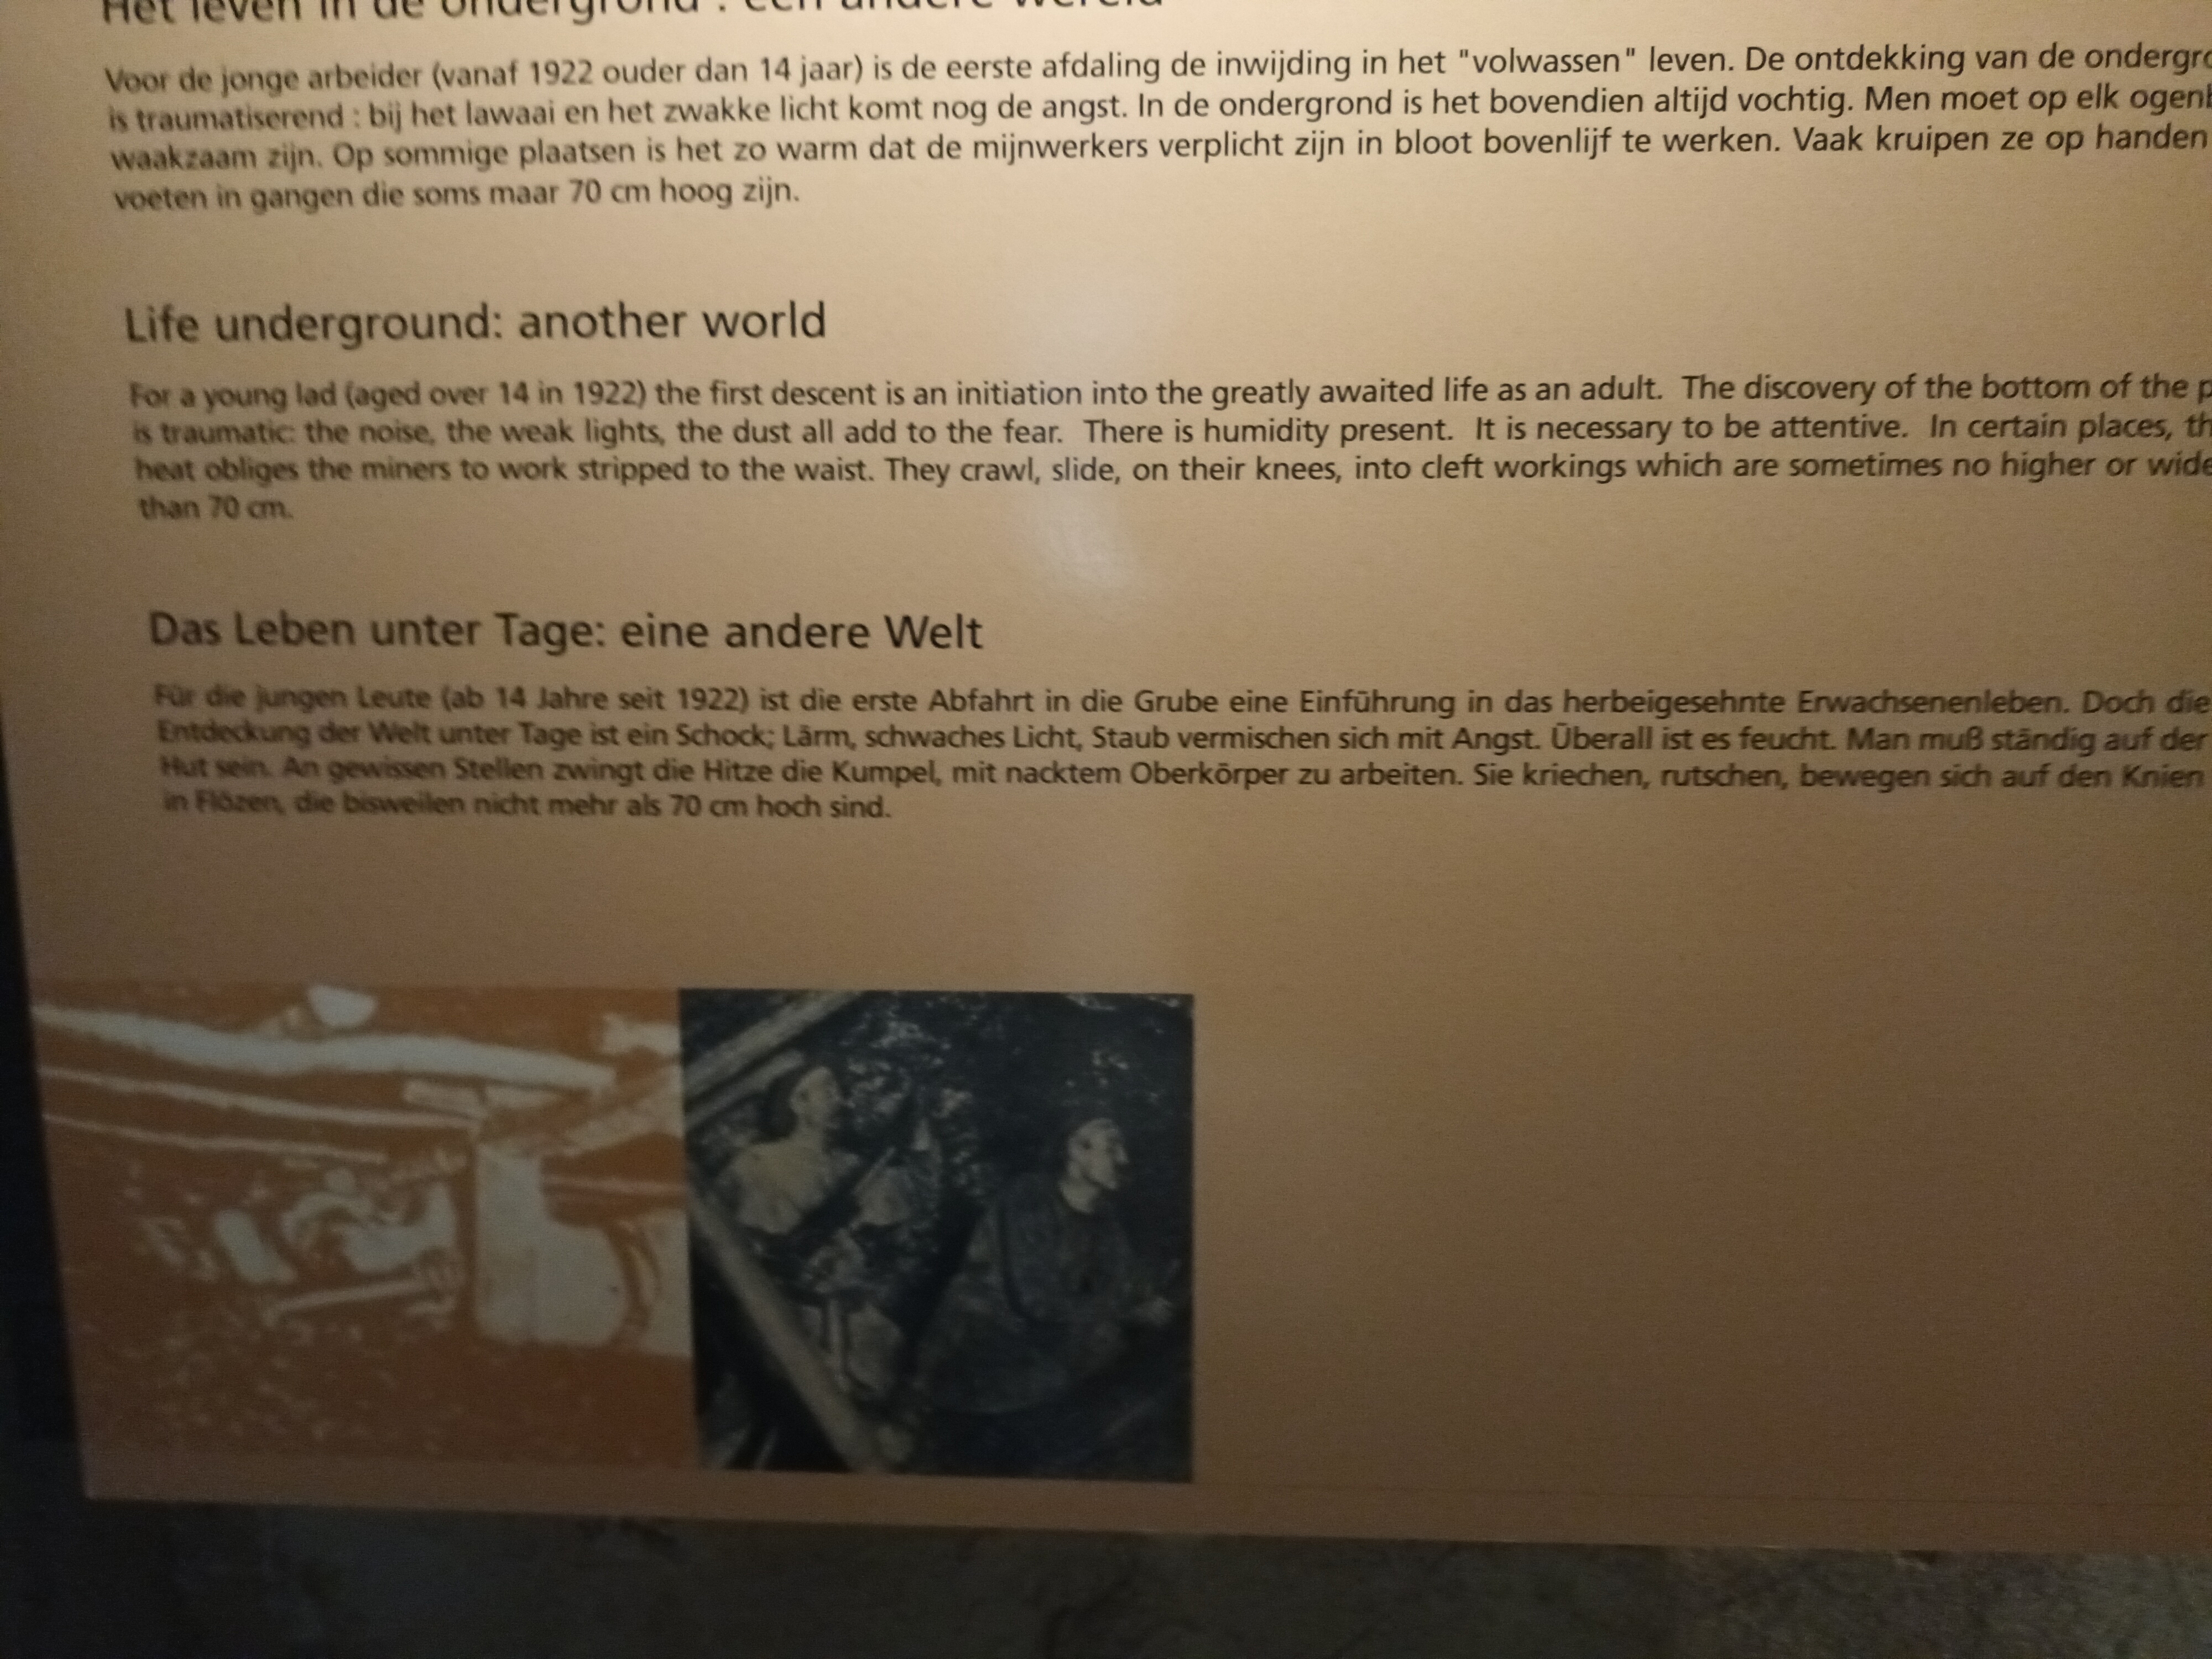 Het leven in de ondergrond : een andere wereld
Voor de jonge arbeider (vanaf 1922 ouder dan 14 jaar) is de eerste afdaling de inwijding in het "volwassen" leven. De ontdekking van de
is traumatiserend : bij het lawaai en het zwakke licht komt nog de angst. In de ondergrond is het bovendien altijd vochtig. Men moet op elk
waakzaam zijn. Op sommige plaatsen is het zo warm dat de mijnwerkers verplicht zijn in bloot bovenlijf te werken. Vaak kruipen ze op handen
voeten in gangen die soms maar 70 cm hoog zijn.
Life underground: another world
For a young lad (aged over 14 in 1922) the first descent is an initiation into the greatly awaited life as an adult. The discovery of the bottom of the
is traumatic: the noise, the weak lights, the dust all add to the fear. There is humidity present. It is necessary to be attentive. In certain places,
heat obliges the miners to work stripped to the waist. They crawl, slide, on their knees, into cleft workings which are sometimes no higher or
than 70 cm.
Das Leben unter Tage: eine andere Welt
Für die jungen Leute (ab 14 Jahre seit 1922) ist die erste Abfahrt in die Grube eine Einführung in das herbeigesehnte Erwachsenenleben. Doch die
Entdeckung der Welt unter Tage ist ein Schock; Lärm, schwaches Licht, Staub vermischen sich mit Angst. Überall ist es feucht. Man muß ständig auf der
Hut sein. An gewissen Stellen zwingt die Hitze die Kumpel, mit nacktem Oberkörper zu arbeiten. Sie kriechen, rutschen, bewegen sich auf den Knien
in Flözen, die bisweilen nicht mehr als 70 cm hoch sind.